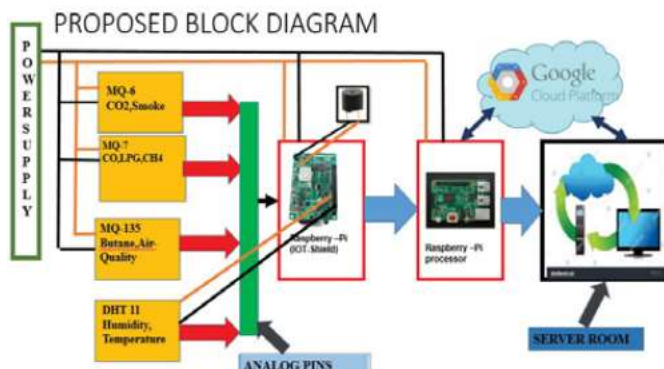 PROPOSED BLOCK DIAGRAM
POWERSUPPLY
MQ-6
CO2,Smoke
MQ-7
CO,LPG,CH4
MQ-135
Butane,Air-
Quality
DHT 11
Humidity,
Temperature
Raspberry –Pi
(IOT-Shield)
Raspberry –Pi
processor
Google
Cloud Platform
ANALOG PINS
SERVER ROOM